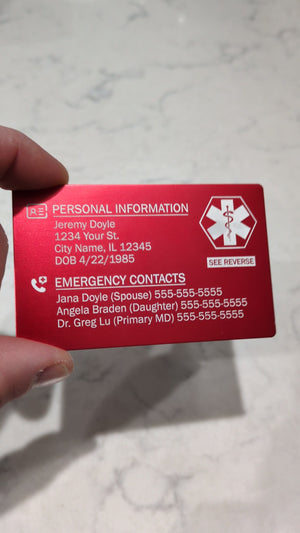 PERSONAL INFORMATION
Jeremy Doyle
1234 Your St.
City Name, IL 12345
DOB 4/22/1985
SEE REVERSE
EMERGENCY CONTACTS
Jana Doyle (Spouse) 555-555-5555
Angela Braden (Daughter) 555-555-5555
Dr. Greg Lu (Primary MD) 555-555-5555